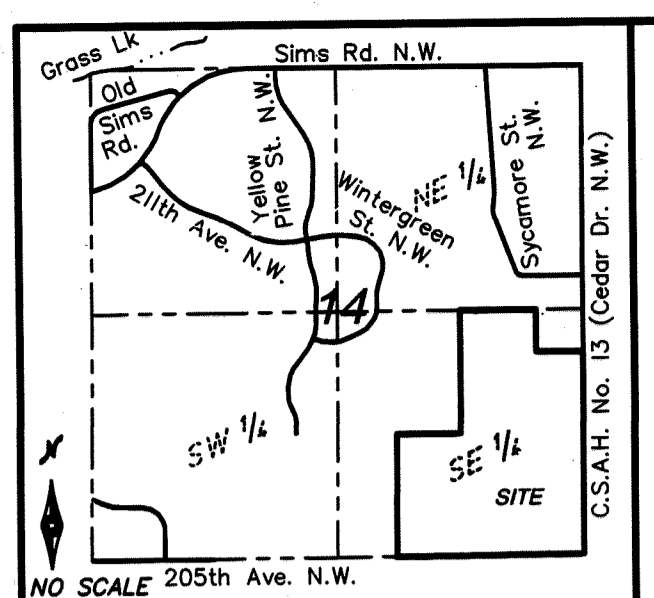 Grass Lk
Sims Rd. N.W.
Old
Sims
Rd.
Yellow
Pine St. N.W.
211th Ave. N.W.
Wintergreen
St. N.W.
NE 1/4
Sycamore St.
N.W.
C.S.A.H. No. 13 (Cedar Dr. N.W.)
14
SW 1/4
SE 1/4
SITE
N
NO SCALE
205th Ave. N.W.